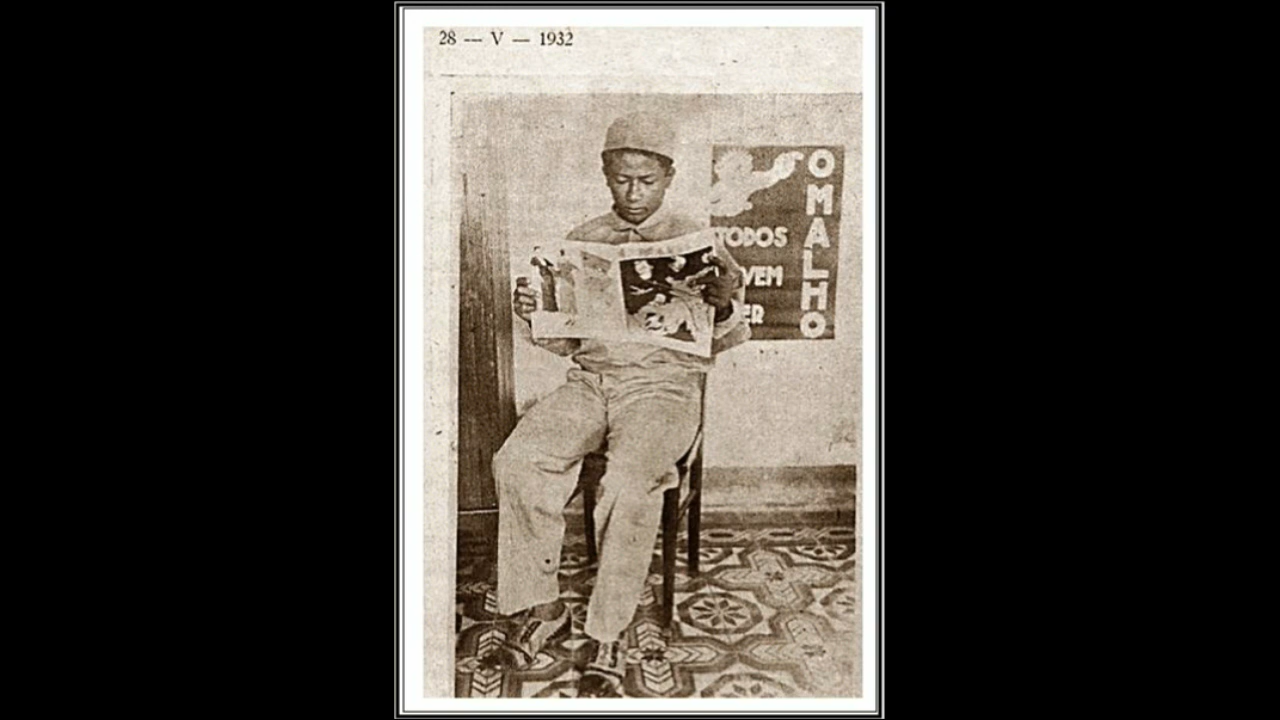 28 — V — 1932
O MALHO
TODOS
VEM
ER